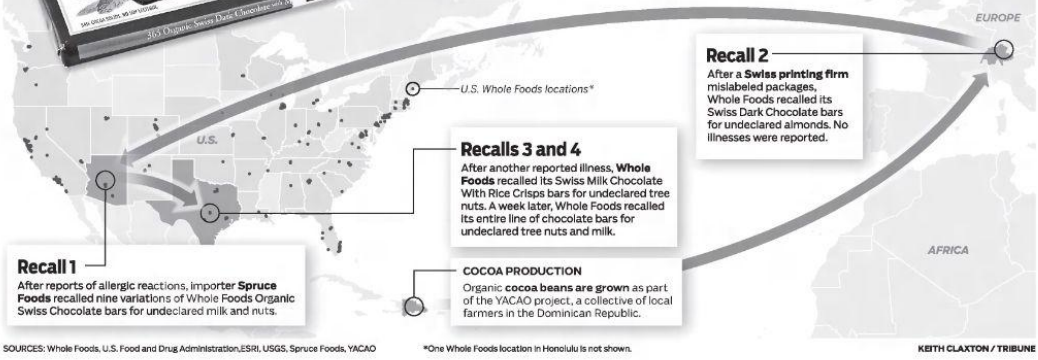 365 Organic Swiss Dark Chocolate with
EUROPE
Recall 2
After a Swiss printing firm
mislabeled packages,
Whole Foods recalled its
Swiss Dark Chocolate bars
for undeclared almonds. No
illnesses were reported.
U.S. Whole Foods locations*
U.S.
Recalls 3 and 4
After another reported illness, Whole
Foods recalled its Swiss Milk Chocolate
With Rice Crisps bars for undeclared tree
nuts. A week later, Whole Foods recalled
its entire line of chocolate bars for
undeclared tree nuts and milk.
AFRICA
Recall 1
After reports of allergic reactions, importer Spruce
Foods recalled nine variations of Whole Foods Organic
Swiss Chocolate bars for undeclared milk and nuts.
COCOA PRODUCTION
Organic cocoa beans are grown as part
of the YACAO project, a collective of local
farmers in the Dominican Republic.
SOURCES: Whole Foods, U.S. Food and Drug Administration,ESRI, USGS, Spruce Foods, YACAO
*One Whole Foods location in Honolulu is not shown.
KEITH CLAXTON / TRIBUNE